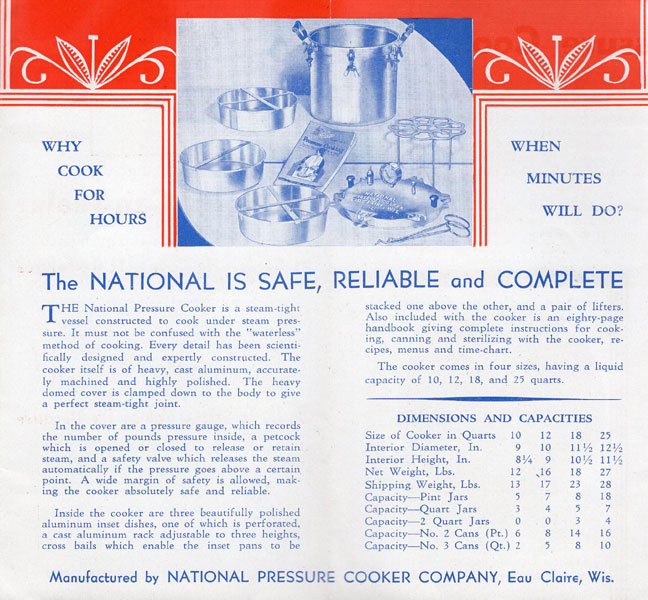 WHY
COOK
FOR
HOURS
WHEN
MINUTES
WILL DO?
The NATIONAL IS SAFE, RELIABLE and COMPLETE
THE National Pressure Cooker is a steam-tight
vessel constructed to cook under steam pres-
sure. It must not be confused with the "waterless"
method of cooking. Every detail has been scienti-
fically designed and expertly constructed. The
cooker itself is of heavy, cast aluminum, accurate-
ly machined and highly polished. The heavy
domed cover is clamped down to the body to give
a perfect steam-tight joint.
In the cover are a pressure gauge, which records
the number of pounds pressure inside, a petcock
which is opened or closed to release or retain
steam, and a safety valve which releases the steam
automatically if the pressure goes above a certain
point. A wide margin of safety is allowed, mak-
ing the cooker absolutely safe and reliable.
Inside the cooker are three beautifully polished
aluminum inset dishes, one of which is perforated,
a cast aluminum rack adjustable to three heights,
cross bails which enable the inset pans to be
stacked one above the other, and a pair of lifters.
Also included with the cooker is an eighty-page
handbook giving complete instructions for cook-
ing, canning and sterilizing with the cooker, re-
cipes, menus and time-chart.
The cooker comes in four sizes, having a liquid
capacity of 10, 12, 18, and 25 quarts.
DIMENSIONS AND CAPACITIES
Size of Cooker in Quarts 10 12 18 25
Interior Diameter, In. 9 10 11½ 12½
Interior Height, In. 8¼ 9 10½ 11½
Net Weight, Lbs. 12 16 18 27
Shipping Weight, Lbs. 13 17 23 28
Capacity—Pint Jars 5 7 8 18
Capacity—Quart Jars 3 4 5 7
Capacity—2 Quart Jars 0 0 3 4
Capacity—No. 2 Cans (Pt.) 6 8 14 16
Capacity—No. 3 Cans (Qt.) 2 5 8 10
Manufactured by NATIONAL PRESSURE COOKER COMPANY, Eau Claire, Wis.